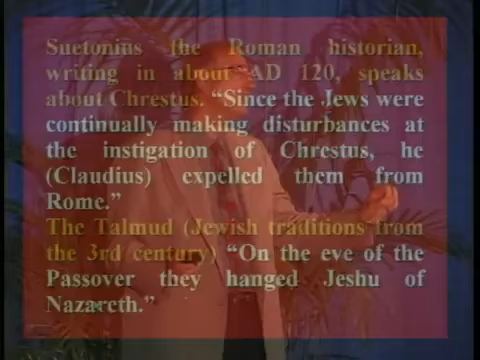 Suetonius the Roman historian,
writing in about AD 120, speaks
about Chrestus. “Since the Jews were
continually making disturbances at
the instigation of Chrestus, he
(Claudius) expelled them from
Rome.”
The Talmud (Jewish traditions from
the 3rd century) “On the eve of the
Passover they hanged Jeshu of
Nazareth.”